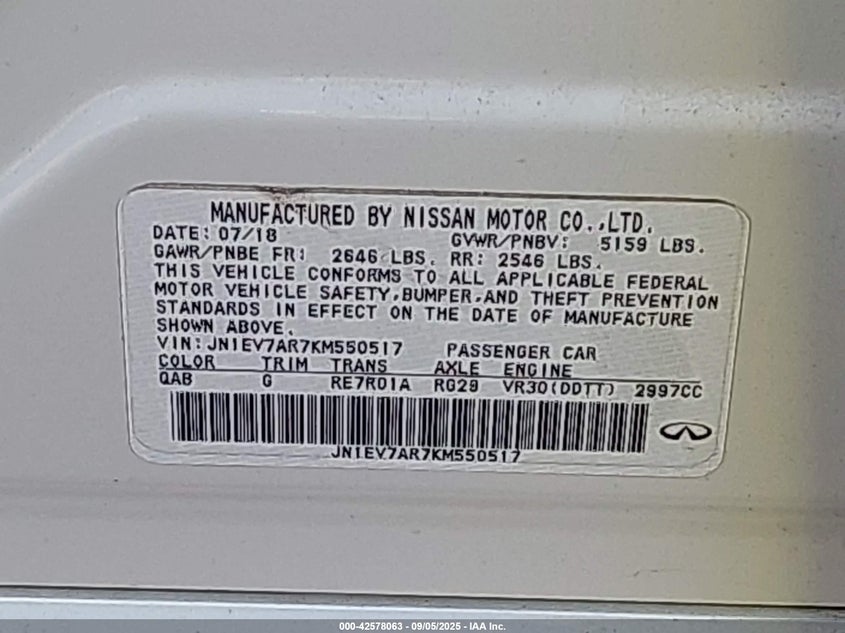 MANUFACTURED BY NISSAN MOTOR CO.,LTD.
DATE: 07/18 GVWR/PNBV: 5159 LBS.
GAWR/PNBE FR: 2646 LBS. RR: 2546 LBS.
THIS VEHICLE CONFORMS TO ALL APPLICABLE FEDERAL
MOTOR VEHICLE SAFETY,BUMPER,AND THEFT PREVENTION
STANDARDS IN EFFECT ON THE DATE OF MANUFACTURE
SHOWN ABOVE.
VIN:JN1EV7AR7KM550517 PASSENGER CAR
COLOR TRIM TRANS AXLE ENGINE
QAB G RE7R01A RG29 VR30(DDTT) 2997CC
JN1EV7AR7KM550517
000-42578063 - 09/05/2025 - IAA Inc.